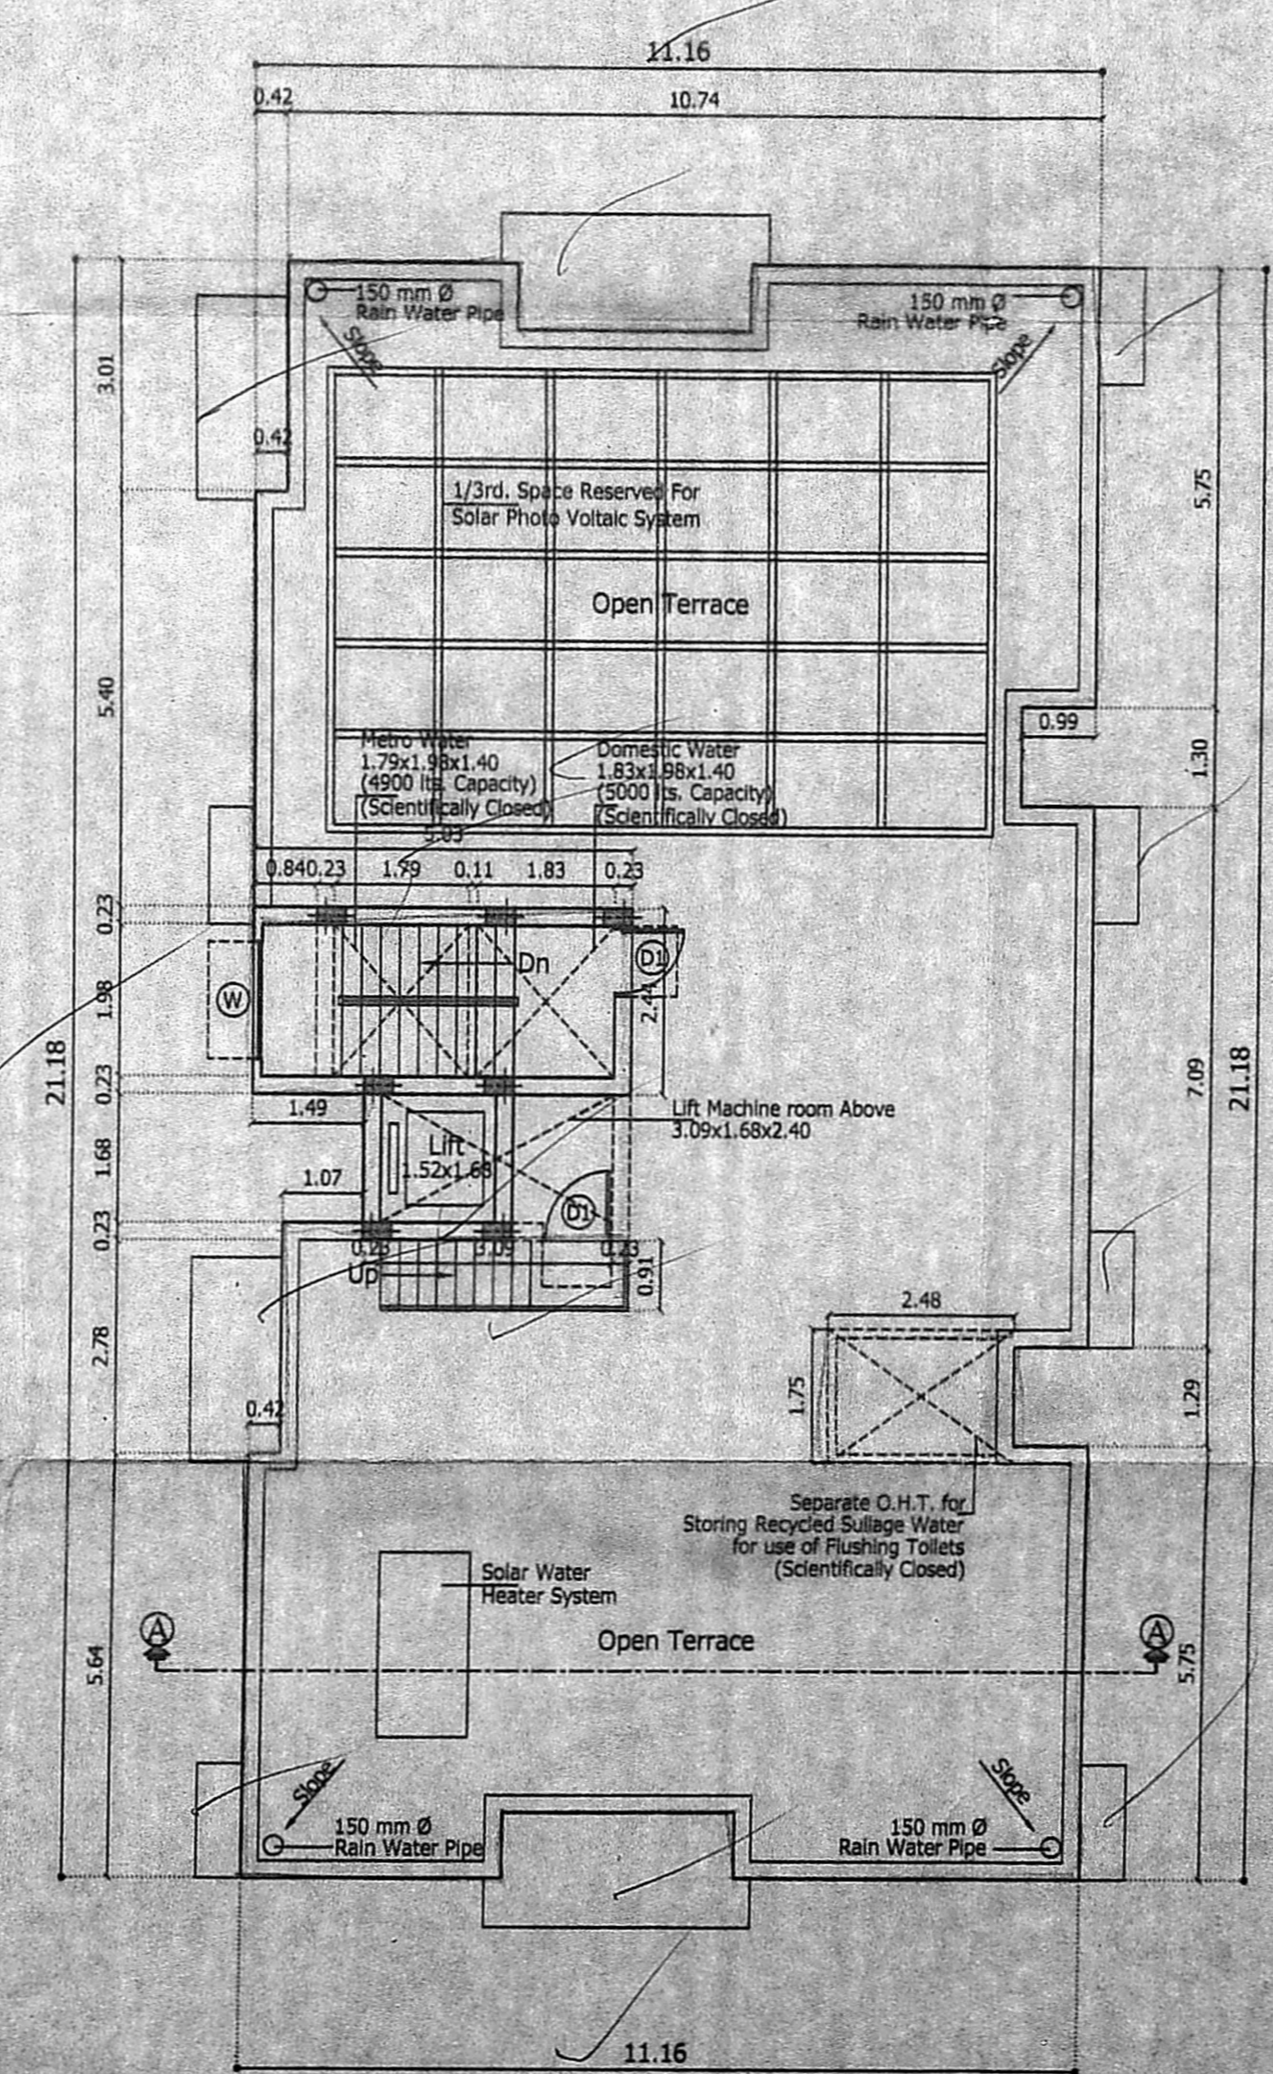 11.16
0.42
10.74
150 mm Ø
Rain Water Pipe
Slope
150 mm Ø
Rain Water Pipe
Slope
3.01
0.42
1/3rd. Space Reserved For
Solar Photo Voltaic System
5.75
Open Terrace
5.40
0.99
1.30
Metro Water
1.79x1.98x1.40
(4900 lts. Capacity)
(Scientifically Closed)
Domestic Water
1.83x1.98x1.40
(5000 lts. Capacity)
(Scientifically Closed)
5.03
0.84
0.23
1.79
0.11
1.83
0.23
0.23
Dn
D1
W
1.98
2.44
21.18
7.09
21.18
0.23
1.49
Lift Machine room Above
3.09x1.68x2.40
Lift
1.52x1.68
1.68
1.07
D1
0.23
0.23
3.09
0.23
Up
0.91
2.48
2.78
1.75
1.29
0.42
Separate O.H.T. for
Storing Recycled Sullage Water
for use of Flushing Toilets
(Scientifically Closed)
Solar Water
Heater System
A
Open Terrace
A
5.64
5.75
Slope
Slope
150 mm Ø
Rain Water Pipe
150 mm Ø
Rain Water Pipe
11.16